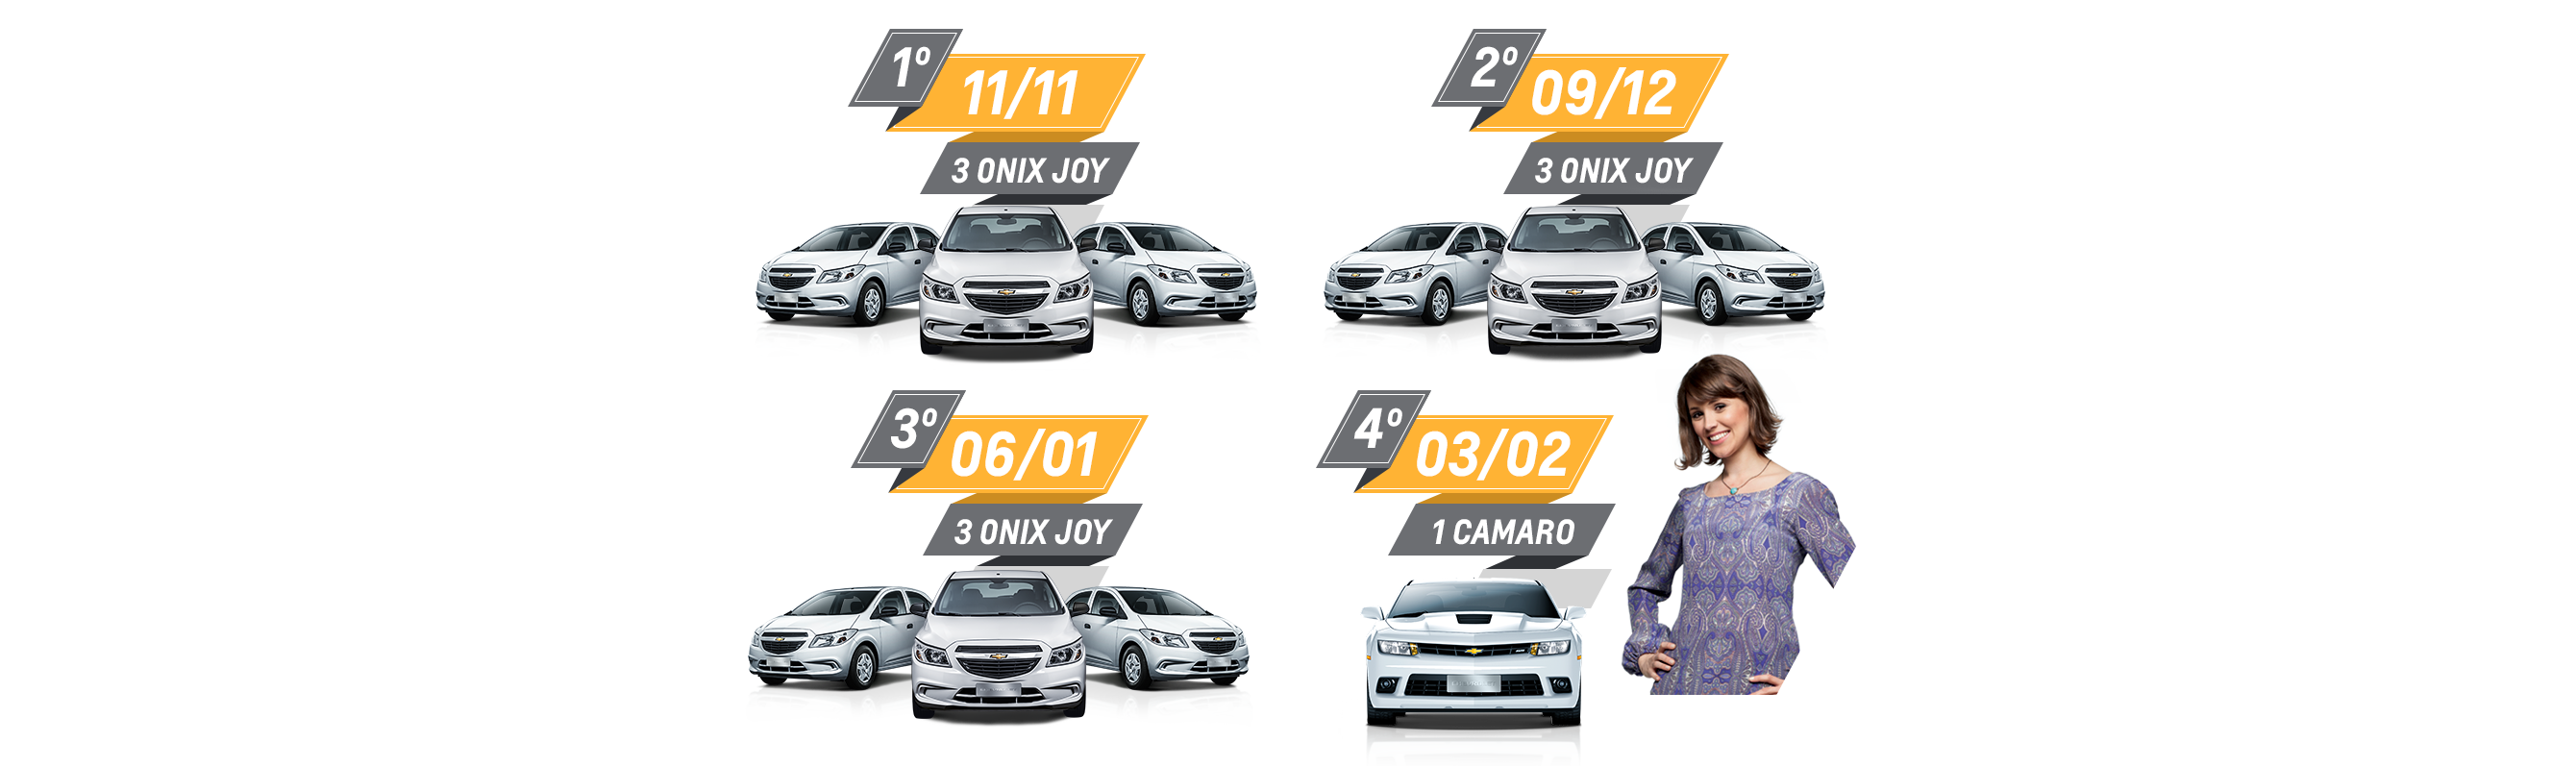 1º
11/11
3 ONIX JOY
2º
09/12
3 ONIX JOY
3º
06/01
3 ONIX JOY
4º
03/02
1 CAMARO